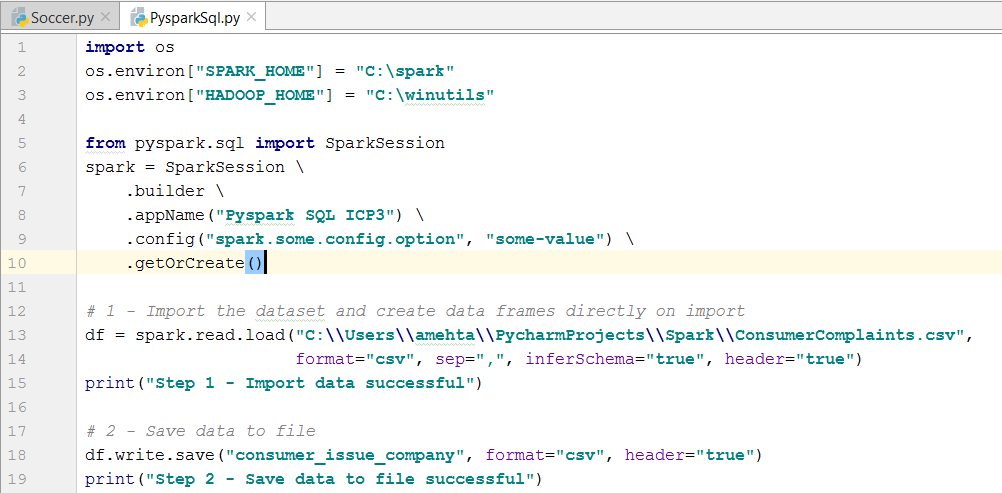 Soccer.py × PysparkSql.py ×
1 import os
2 os.environ["SPARK_HOME"] = "C:\spark"
3 os.environ["HADOOP_HOME"] = "C:\winutils"
4
5 from pyspark.sql import SparkSession
6 spark = SparkSession \
7     .builder \
8     .appName("Pyspark SQL ICP3") \
9     .config("spark.some.config.option", "some-value") \
10     .getOrCreate()
11
12 # 1 - Import the dataset and create data frames directly on import
13 df = spark.read.load("C:\\Users\\amehta\\PycharmProjects\\Spark\\ConsumerComplaints.csv",
14                      format="csv", sep=",", inferSchema="true", header="true")
15 print("Step 1 - Import data successful")
16
17 # 2 - Save data to file
18 df.write.save("consumer_issue_company", format="csv", header="true")
19 print("Step 2 - Save data to file successful")